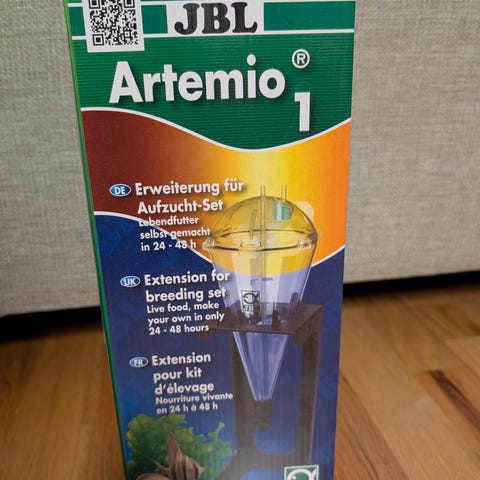 JBL
Artemio®
1
DE Erweiterung für
Aufzucht-Set
Lebendfutter
selbst gemacht
in 24 - 48 h
UK Extension for
breeding set
Live food, make
your own in only
24 - 48 hours
FR Extension
pour kit
d'élevage
Nourriture vivante
en 24 h à 48 h
JBL